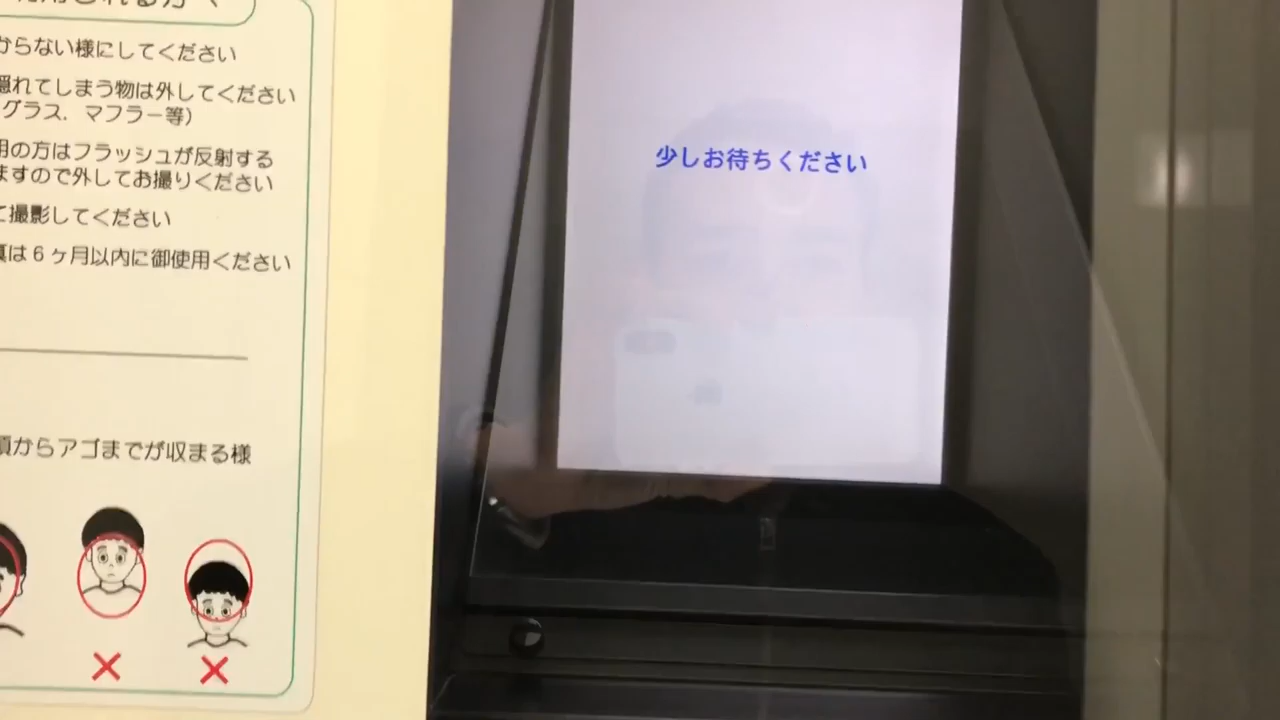 からない様にしてください
隠れてしまう物は外してください
グラス.マフラー等)
用の方はフラッシュが反射する
ますので外してお撮りください
て撮影してください
真は6ヶ月以内に御使用ください
頭からアゴまでが収まる様
少しお待ちください